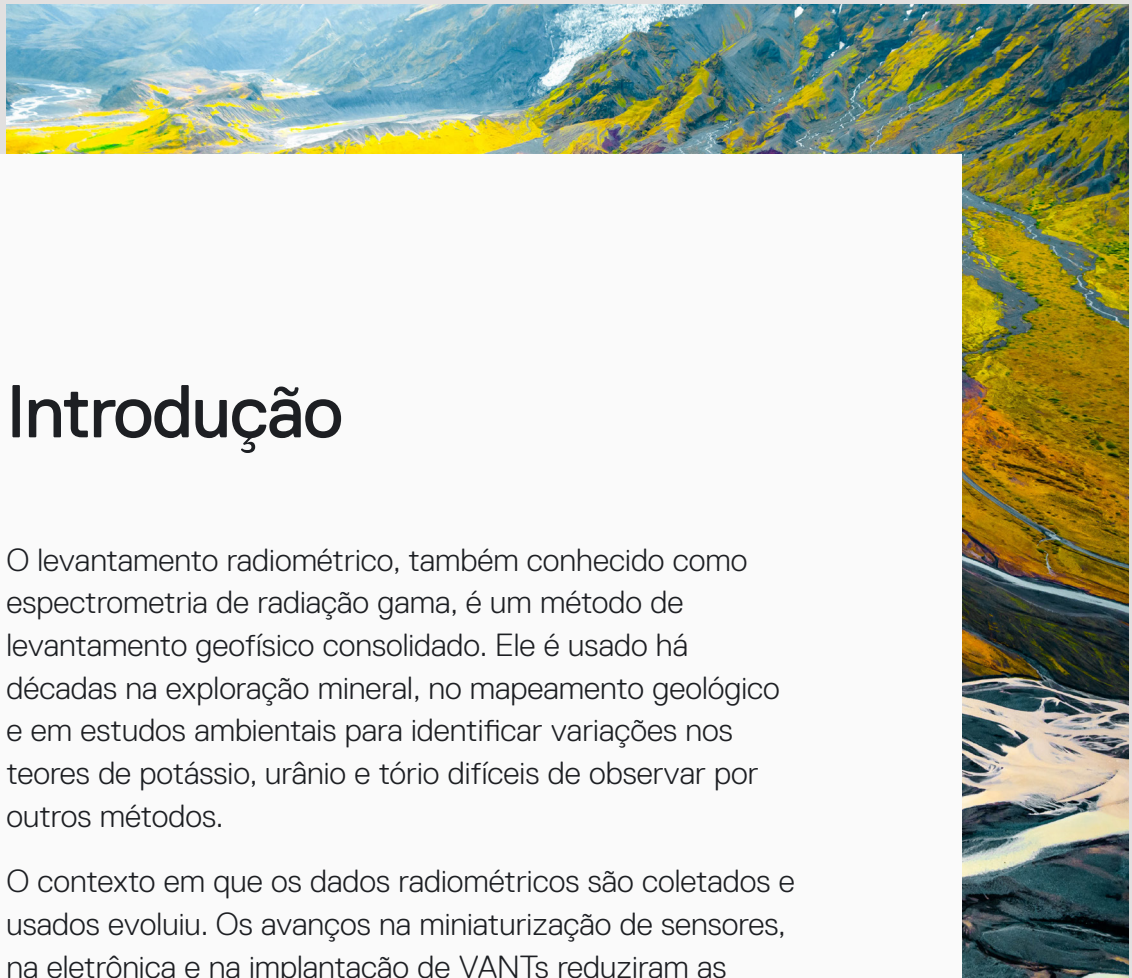 Introdução
O levantamento radiométrico, também conhecido como
espectrometria de radiação gama, é um método de
levantamento geofísico consolidado. Ele é usado há
décadas na exploração mineral, no mapeamento geológico
e em estudos ambientais para identificar variações nos
teores de potássio, urânio e tório difíceis de observar por
outros métodos.
O contexto em que os dados radiométricos são coletados e
usados evoluiu. Os avanços na miniaturização de sensores,
na eletrônica e na implantação de VANTs reduziram as